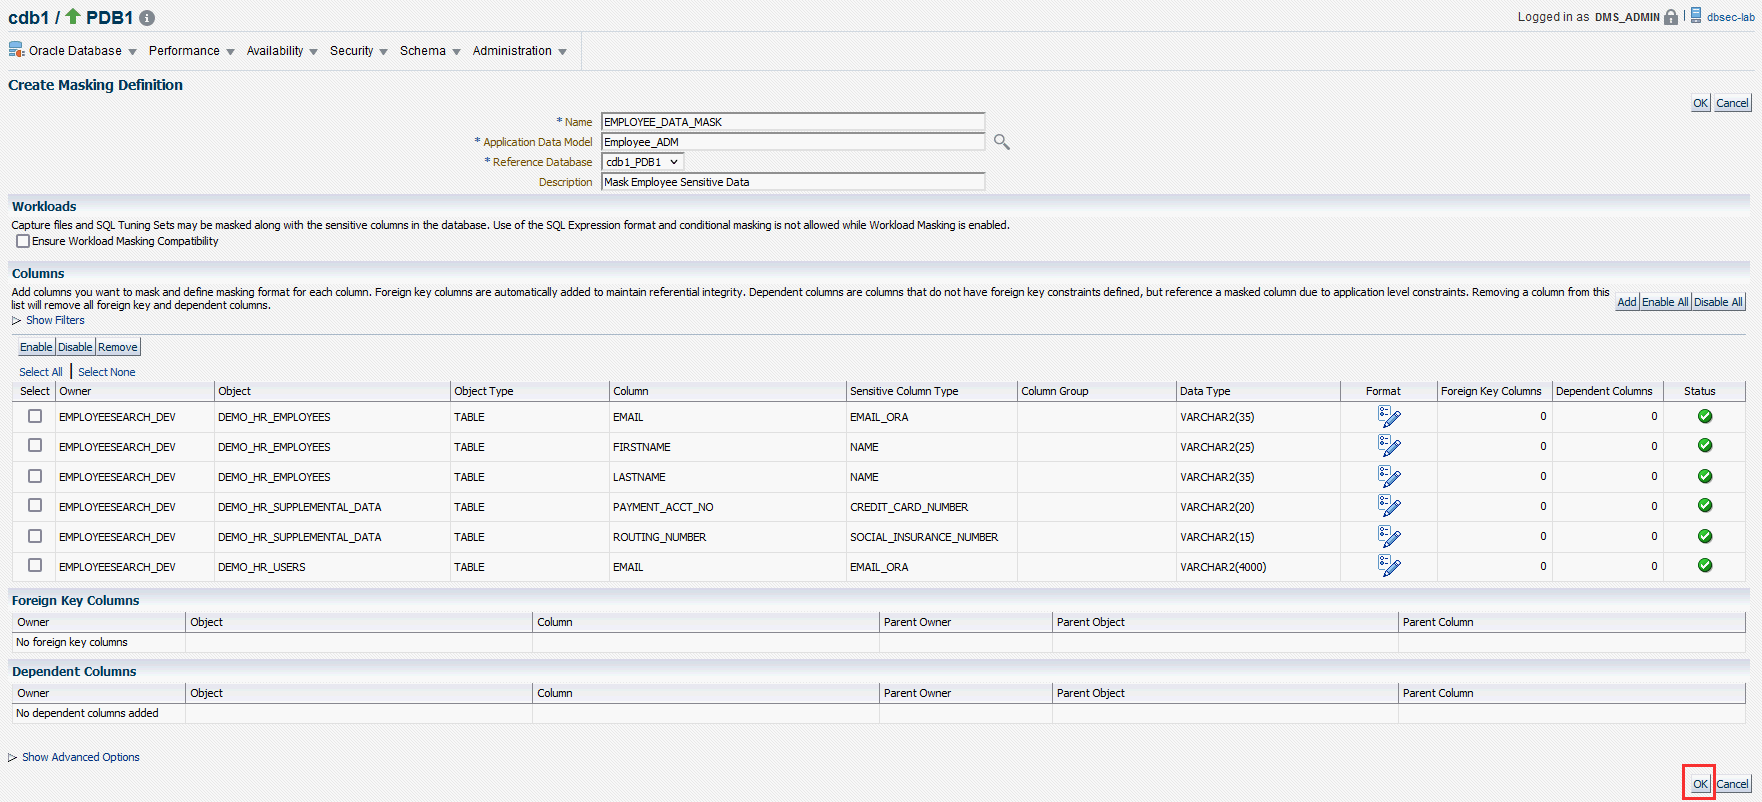 cdb1 / PDB1
Logged in as DMS_ADMIN | dbsec-lab
Oracle Database Performance Availability Security Schema Administration
Create Masking Definition
OK Cancel
* Name EMPLOYEE_DATA_MASK
* Application Data Model Employee_ADM
* Reference Database cdb1_PDB1
Description Mask Employee Sensitive Data
Workloads
Capture files and SQL Tuning Sets may be masked along with the sensitive columns in the database. Use of the SQL Expression format and conditional masking is not allowed while Workload Masking is enabled.
Ensure Workload Masking Compatibility
Columns
Add columns you want to mask and define masking format for each column. Foreign key columns are automatically added to maintain referential integrity. Dependent columns are columns that do not have foreign key constraints defined, but reference a masked column due to application level constraints. Removing a column from this
list will remove all foreign key and dependent columns.
Add Enable All Disable All
Show Filters
Enable Disable Remove
Select All | Select None
Select Owner Object Object Type Column Sensitive Column Type Column Group Data Type Format Foreign Key Columns Dependent Columns Status
EMPLOYEESEARCH_DEV DEMO_HR_EMPLOYEES TABLE EMAIL EMAIL_ORA VARCHAR2(35) 0 0
EMPLOYEESEARCH_DEV DEMO_HR_EMPLOYEES TABLE FIRSTNAME NAME VARCHAR2(25) 0 0
EMPLOYEESEARCH_DEV DEMO_HR_EMPLOYEES TABLE LASTNAME NAME VARCHAR2(35) 0 0
EMPLOYEESEARCH_DEV DEMO_HR_SUPPLEMENTAL_DATA TABLE PAYMENT_ACCT_NO CREDIT_CARD_NUMBER VARCHAR2(20) 0 0
EMPLOYEESEARCH_DEV DEMO_HR_SUPPLEMENTAL_DATA TABLE ROUTING_NUMBER SOCIAL_INSURANCE_NUMBER VARCHAR2(15) 0 0
EMPLOYEESEARCH_DEV DEMO_HR_USERS TABLE EMAIL EMAIL_ORA VARCHAR2(4000) 0 0
Foreign Key Columns
Owner Object Column Parent Owner Parent Object Parent Column
No foreign key columns
Dependent Columns
Owner Object Column Parent Owner Parent Object Parent Column
No dependent columns added
Show Advanced Options
OK Cancel